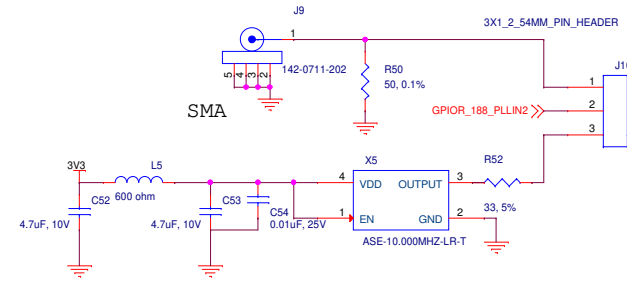 J9
3X1_2_54MM_PIN_HEADER
1
142-0711-202
5
4
3
2
R50
50, 0.1%
J10
1
GPIOR_188_PLLIN2
2
3
SMA
3V3
L5
600 ohm
C52
4.7uF, 10V
C53
4.7uF, 10V
C54
0.01uF, 25V
X5
4
VDD
OUTPUT
3
R52
33, 5%
1
EN
GND
2
ASE-10.000MHZ-LR-T